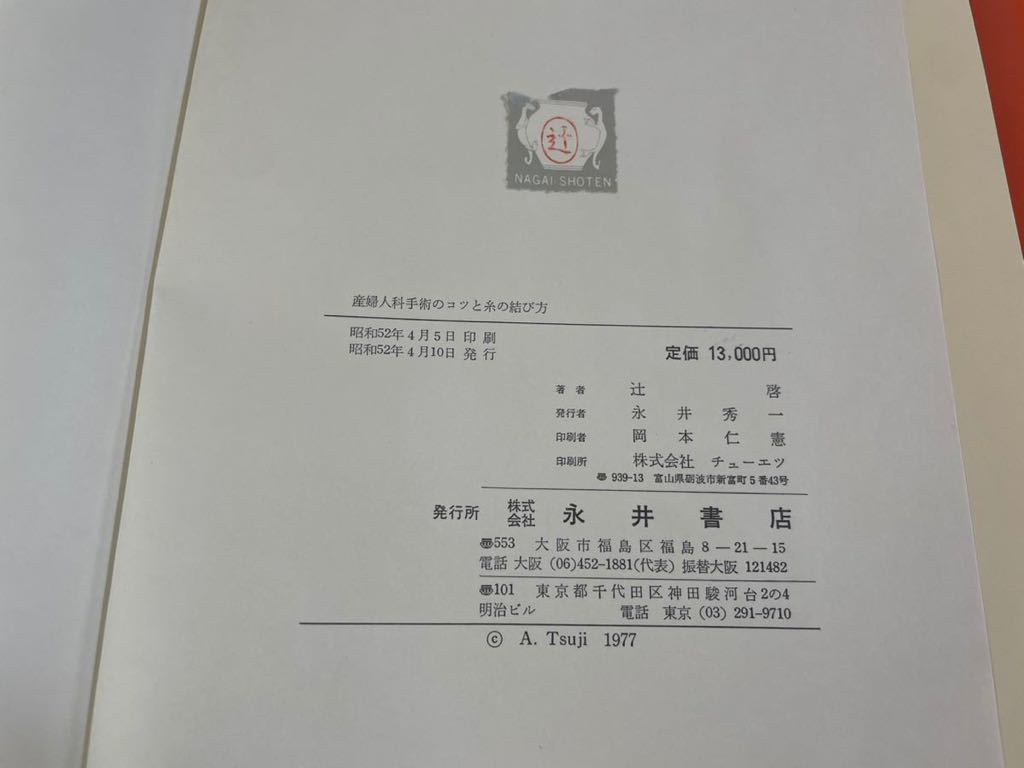 辻
NAGAI SHOTEN
産婦人科手術のコツと糸の結び方
昭和52年4月5日 印刷
昭和52年4月10日 発行
定価 13,000円
著者 辻 啓
発行者 永井秀一
印刷者 岡本仁憲
印刷所 株式会社 チューエツ
〠 939-13 富山県砺波市新富町5番43号
発行所 株式会社 永井書店
〠553 大阪市福島区福島8—21—15
電話 大阪 (06)452-1881(代表) 振替大阪 121482
〠101 東京都千代田区神田駿河台2の4
明治ビル 電話 東京 (03) 291-9710
© A. Tsuji 1977